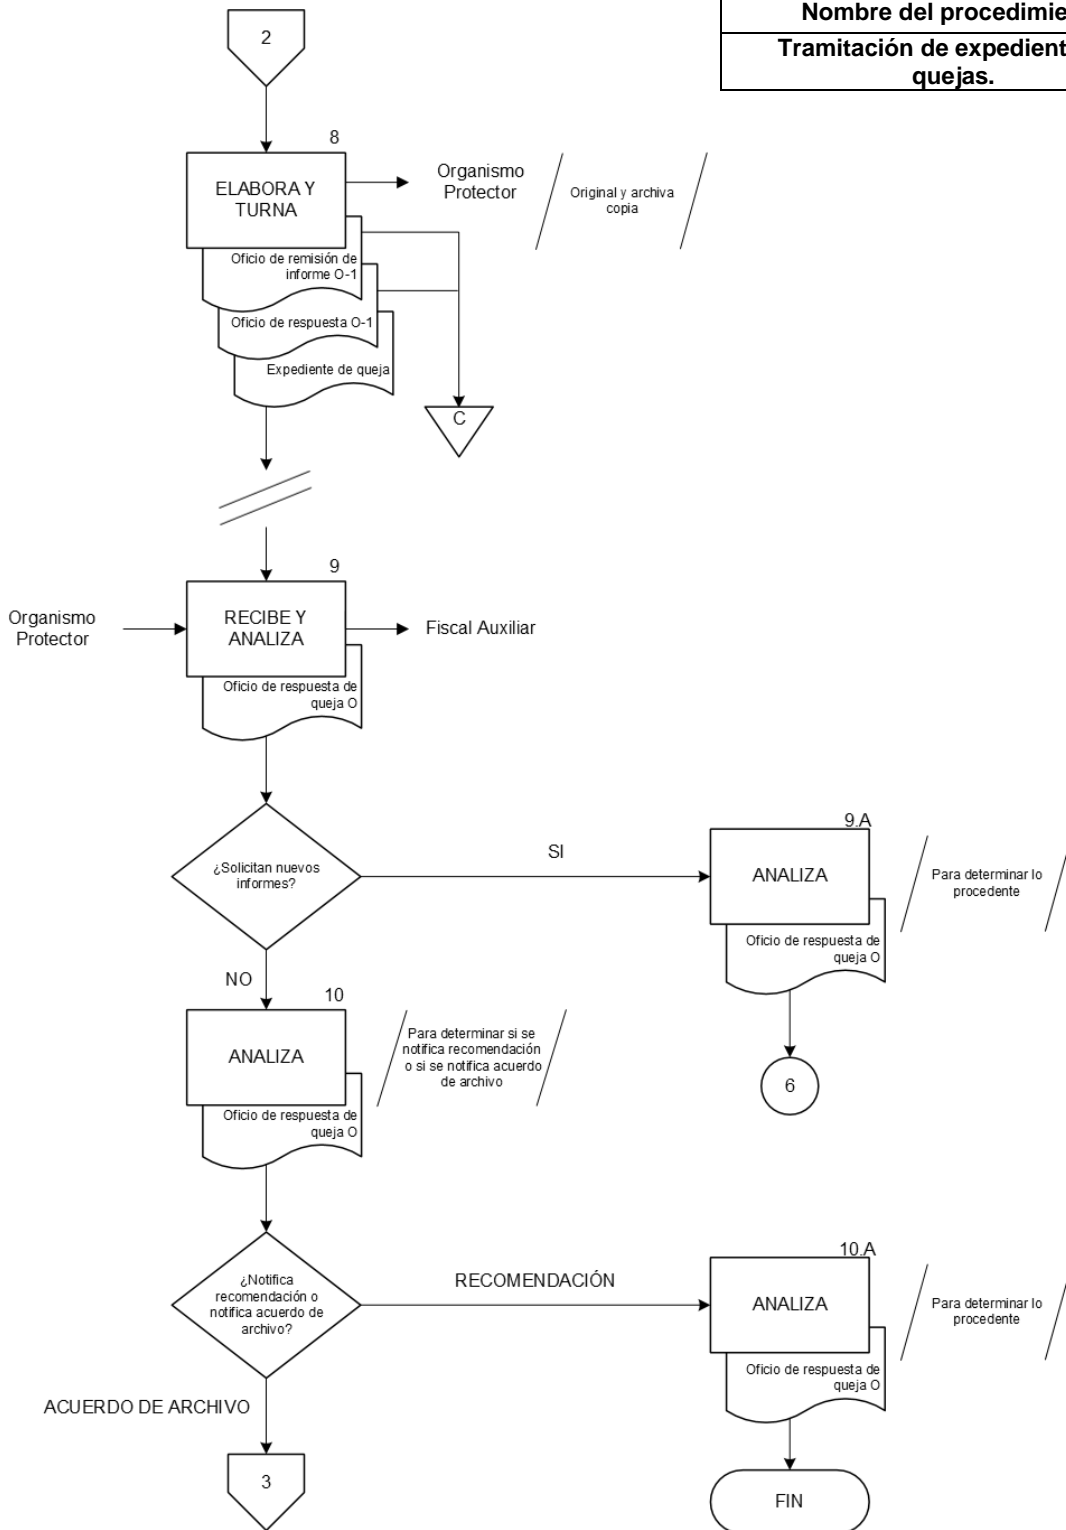 Nombre del procedimie
Tramitación de expedient
quejas.
2
8
ELABORA Y
TURNA
Organismo
Protector
Original y archiva
copia
Oficio de remisión de
informe O-1
Oficio de respuesta O-1
Expediente de queja
C
9
Organismo
Protector
RECIBE Y
ANALIZA
Fiscal Auxiliar
Oficio de respuesta de
queja O
¿Solicitan nuevos
informes?
SI
9.A
ANALIZA
Para determinar lo
procedente
Oficio de respuesta de
queja O
6
NO
10
ANALIZA
Para determinar si se
notifica recomendación
o si se notifica acuerdo
de archivo
Oficio de respuesta de
queja O
¿Notifica
recomendación o
notifica acuerdo de
archivo?
RECOMENDACIÓN
10.A
ANALIZA
Para determinar lo
procedente
Oficio de respuesta de
queja O
FIN
ACUERDO DE ARCHIVO
3